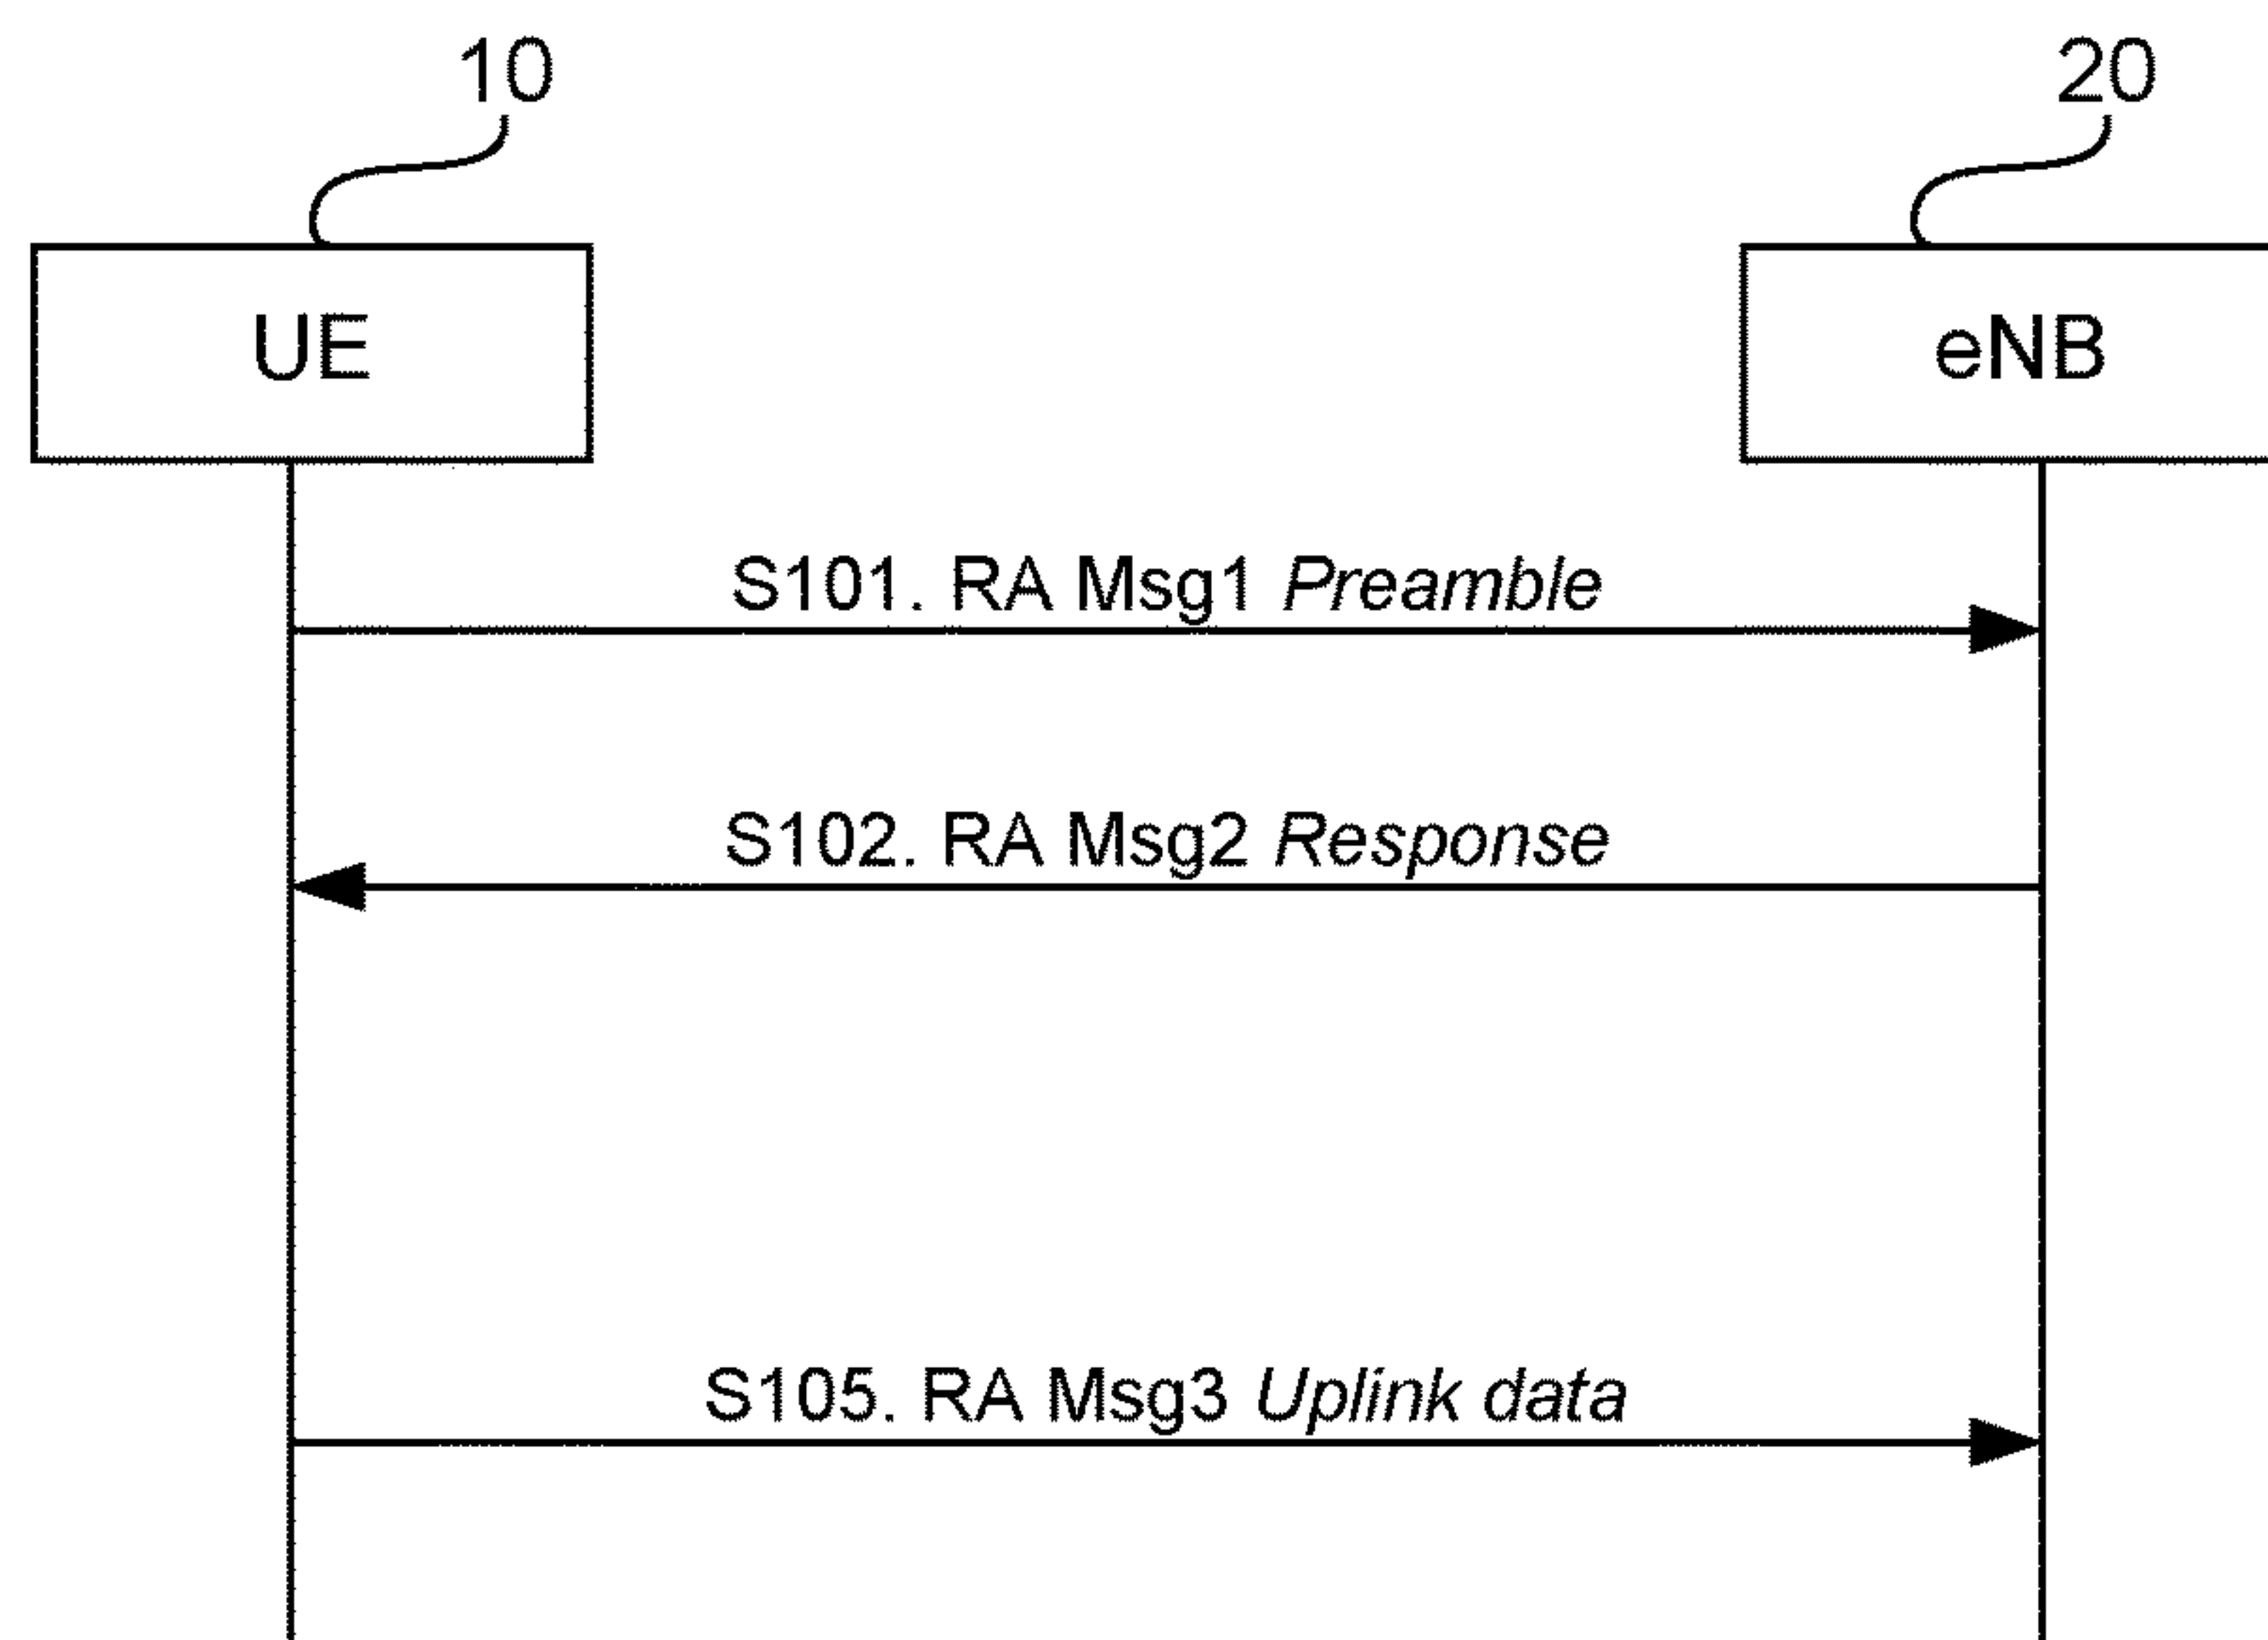 10
20
UE
eNB
S101. RA Msg1 Preamble
S102. RA Msg2 Response
S105. RA Msg3 Uplink data